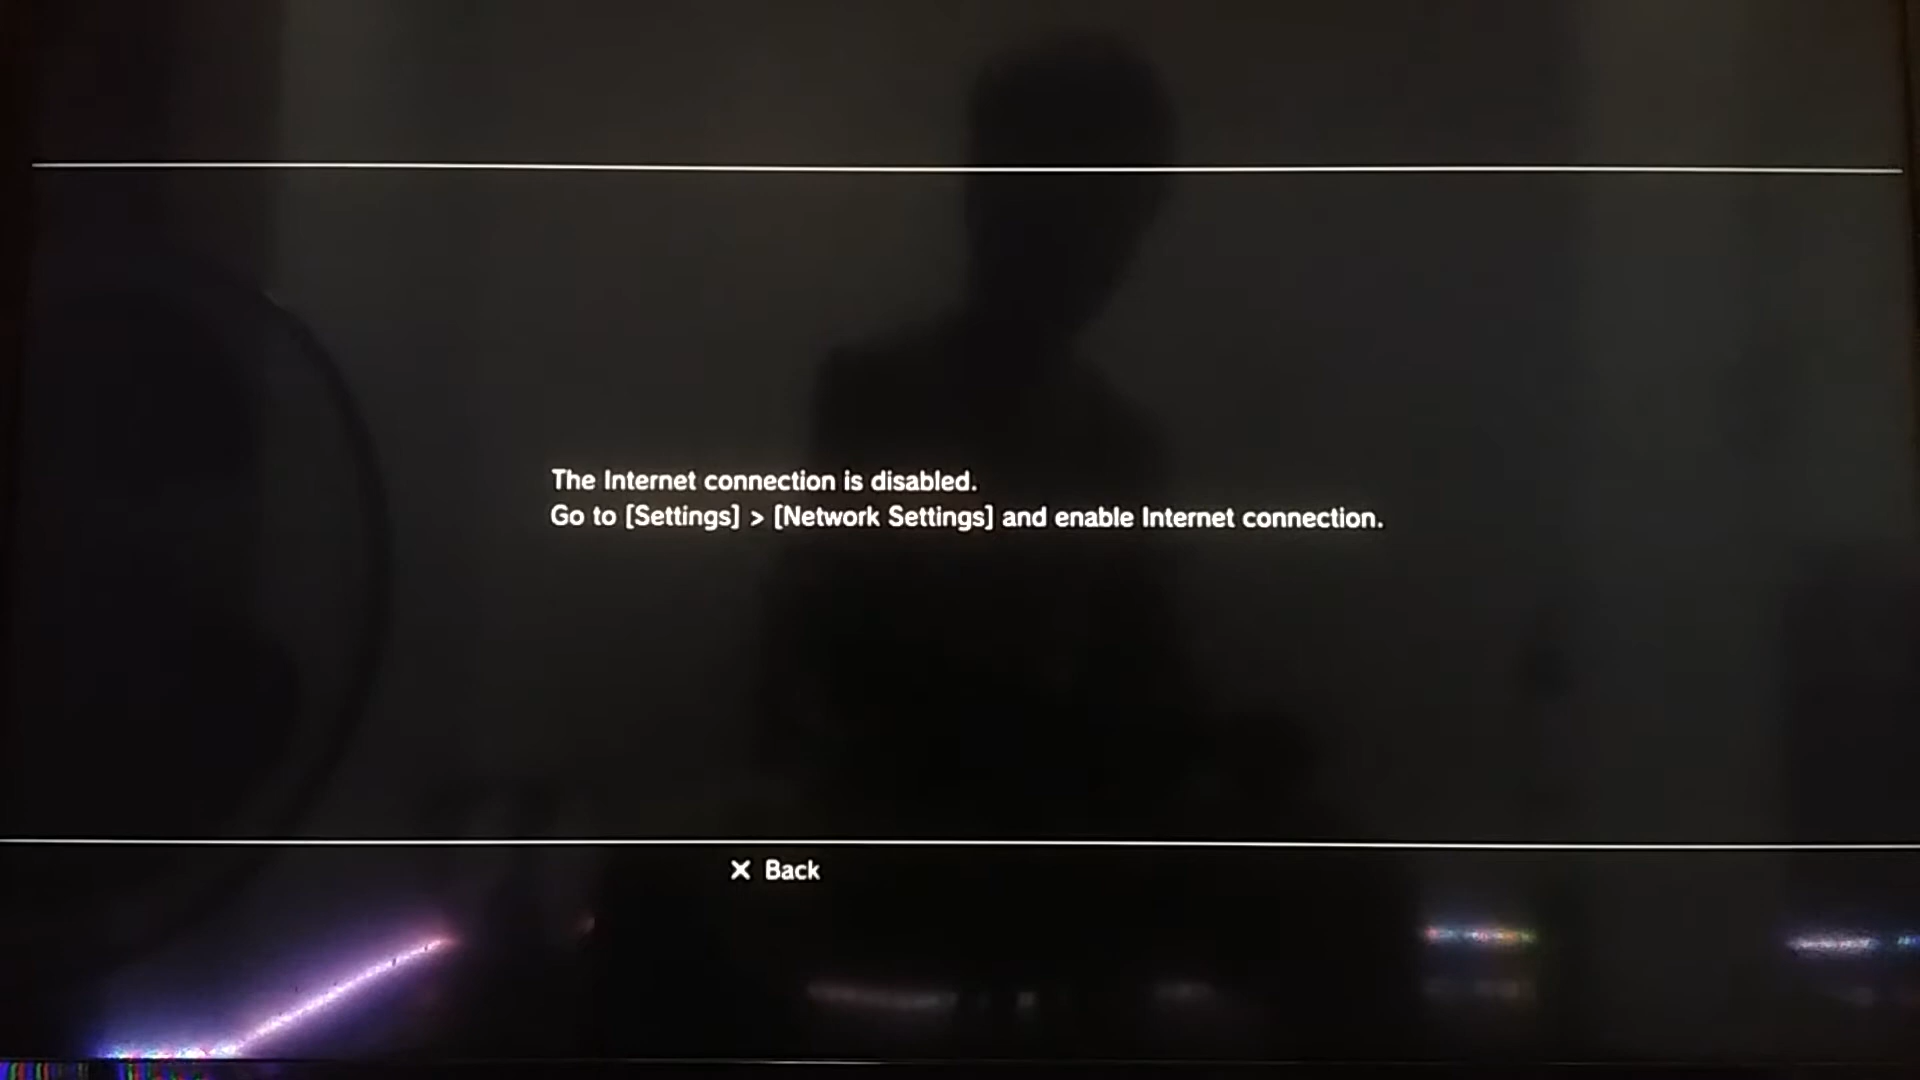 The Internet connection is disabled.
Go to [Settings] > [Network Settings] and enable Internet connection.
X Back